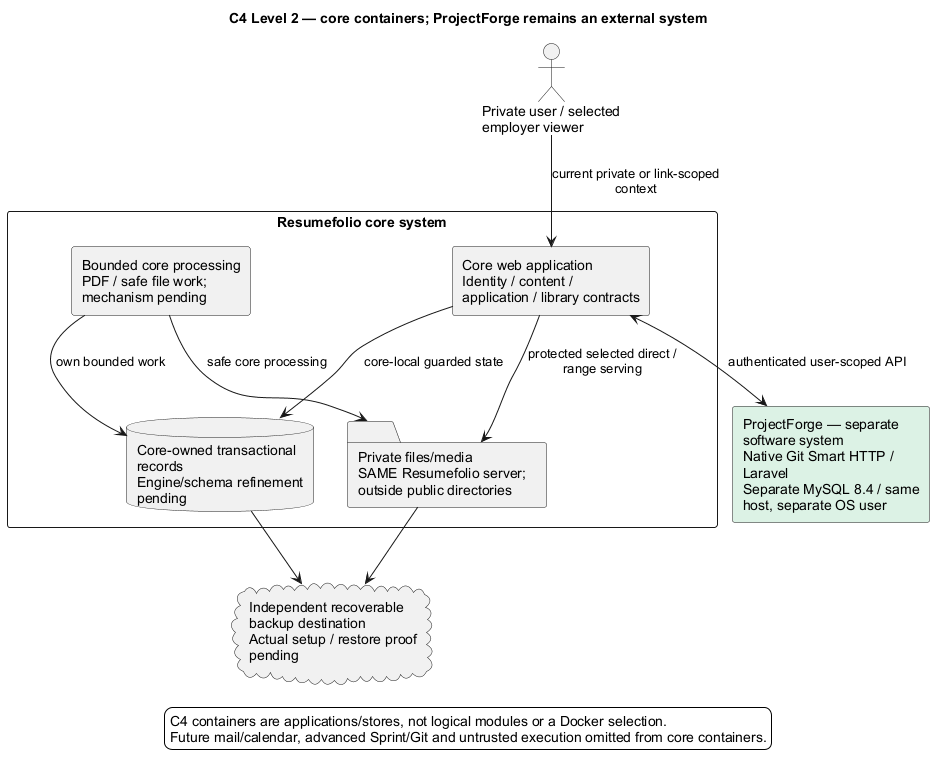 C4 Level 2 — core containers; ProjectForge remains an external system
Private user / selected
employer viewer
current private or link-scoped
context
Resumefolio core system
Bounded core processing
PDF / safe file work;
mechanism pending
Core web application
Identity / content /
application / library contracts
own bounded work
safe core processing
core-local guarded state
protected selected direct /
range serving
authenticated user-scoped API
Core-owned transactional
records
Engine/schema refinement
pending
Private files/media
SAME Resumefolio server;
outside public directories
ProjectForge — separate
software system
Native Git Smart HTTP /
Laravel
Separate MySQL 8.4 / same
host, separate OS user
Independent recoverable
backup destination
Actual setup / restore proof
pending
C4 containers are applications/stores, not logical modules or a Docker selection.
Future mail/calendar, advanced Sprint/Git and untrusted execution omitted from core containers.